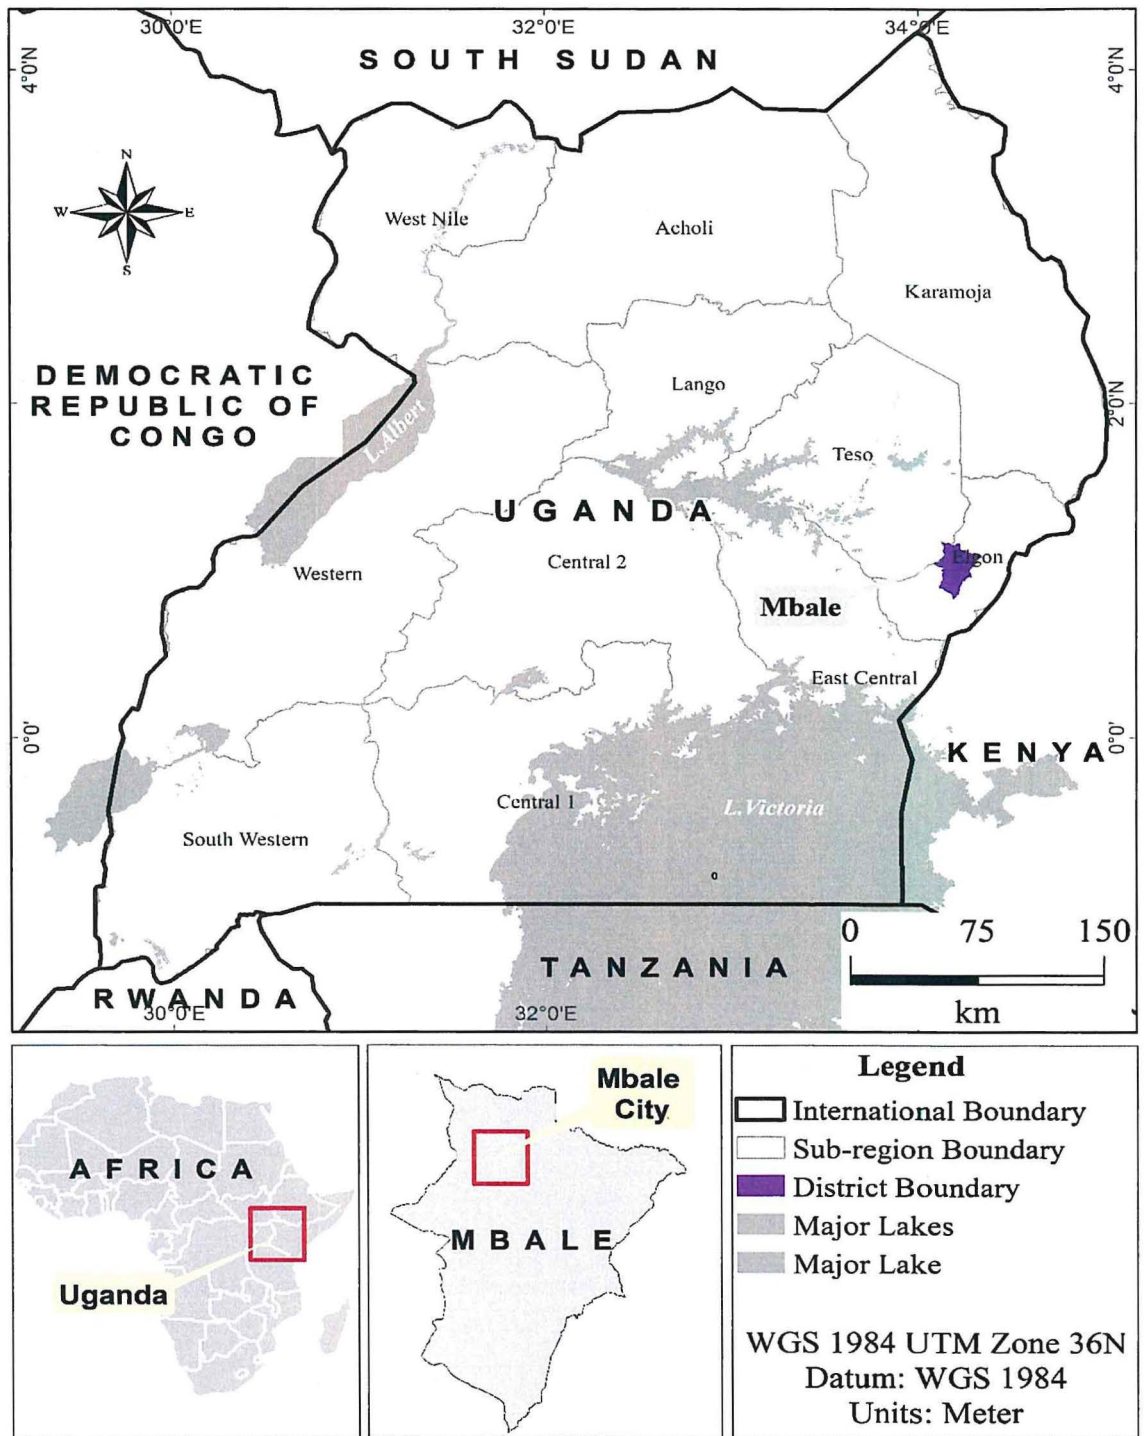 30°0'E
32°0'E
34°0'E
4°0'N
4°0'N
SOUTH SUDAN
N
W
E
S
West Nile
Acholi
Karamoja
DEMOCRATIC
REPUBLIC OF
CONGO
L.Albert
Lango
2°0'N
Teso
UGANDA
Central 2
Elgon
Western
Mbale
East Central
0°0'
0°0'
KENYA
Central 1
L.Victoria
South Western
0
75
150
km
TANZANIA
RWANDA
30°0'E
32°0'E
AFRICA
Uganda
Mbale
City
MBALE
Legend
International Boundary
Sub-region Boundary
District Boundary
Major Lakes
Major Lake
WGS 1984 UTM Zone 36N
Datum: WGS 1984
Units: Meter